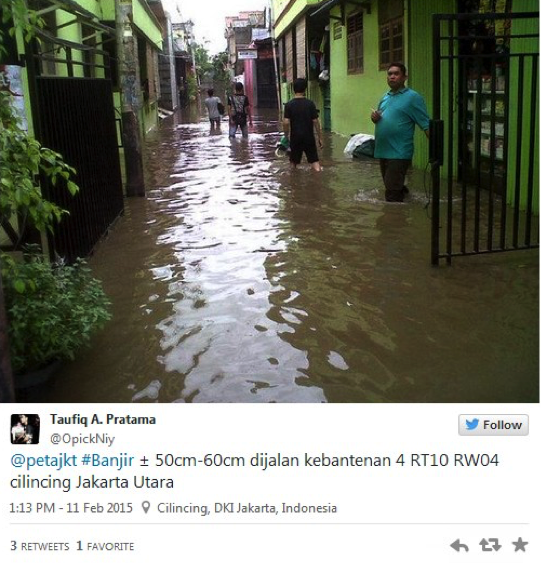 Taufiq A. Pratama
@OpickNiy
Follow
@petajkt #Banjir ± 50cm-60cm dijalan kebantenan 4 RT10 RW04
cilincing Jakarta Utara
1:13 PM - 11 Feb 2015 Cilincing, DKI Jakarta, Indonesia
3 RETWEETS 1 FAVORITE